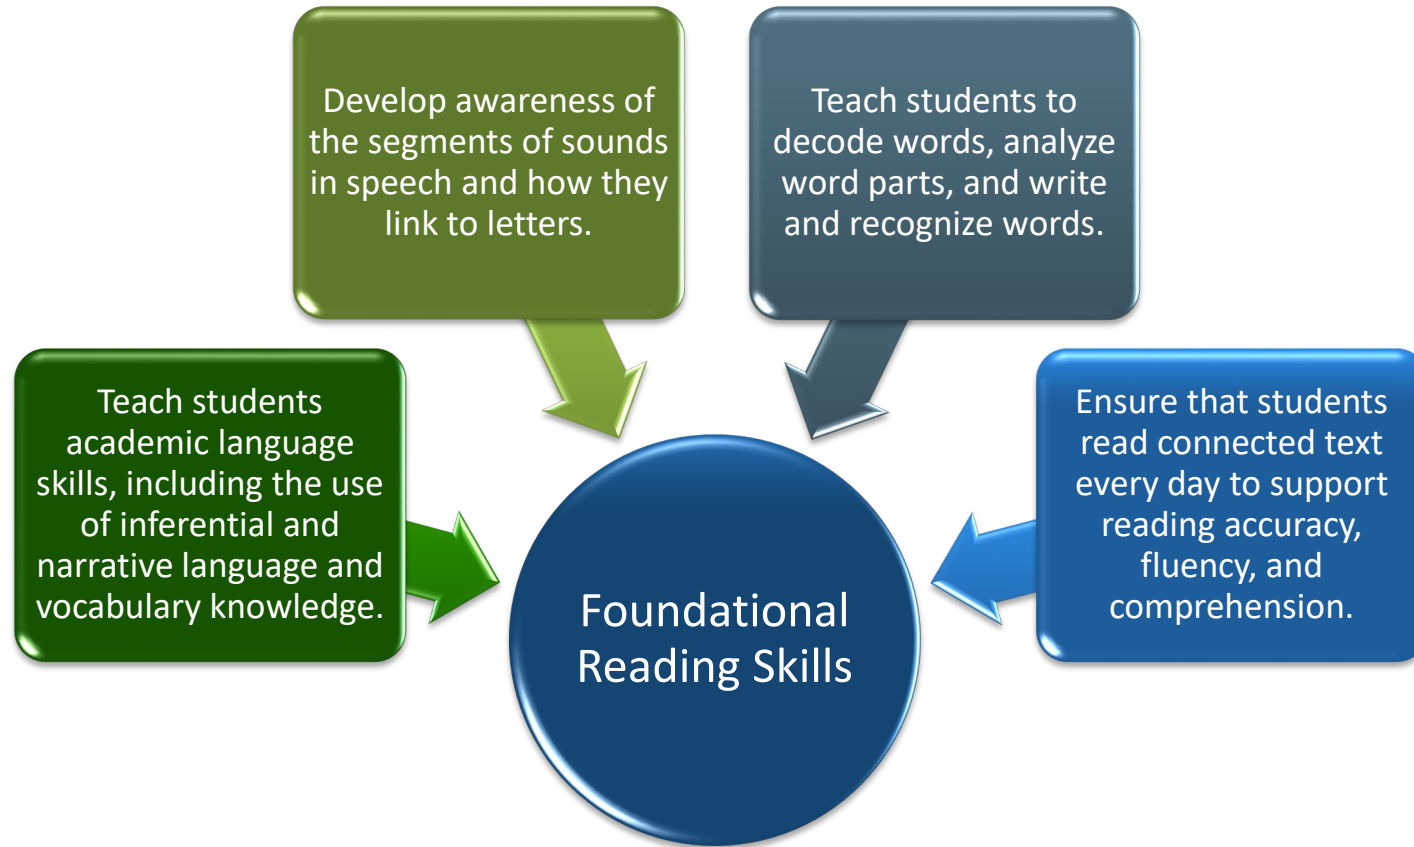 Develop awareness of
the segments of sounds
in speech and how they
link to letters.
Teach students to
decode words, analyze
word parts, and write
and recognize words.
Teach students
academic language
skills, including the use
of inferential and
narrative language and
vocabulary knowledge.
Ensure that students
read connected text
every day to support
reading accuracy,
fluency, and
comprehension.
Foundational
Reading Skills